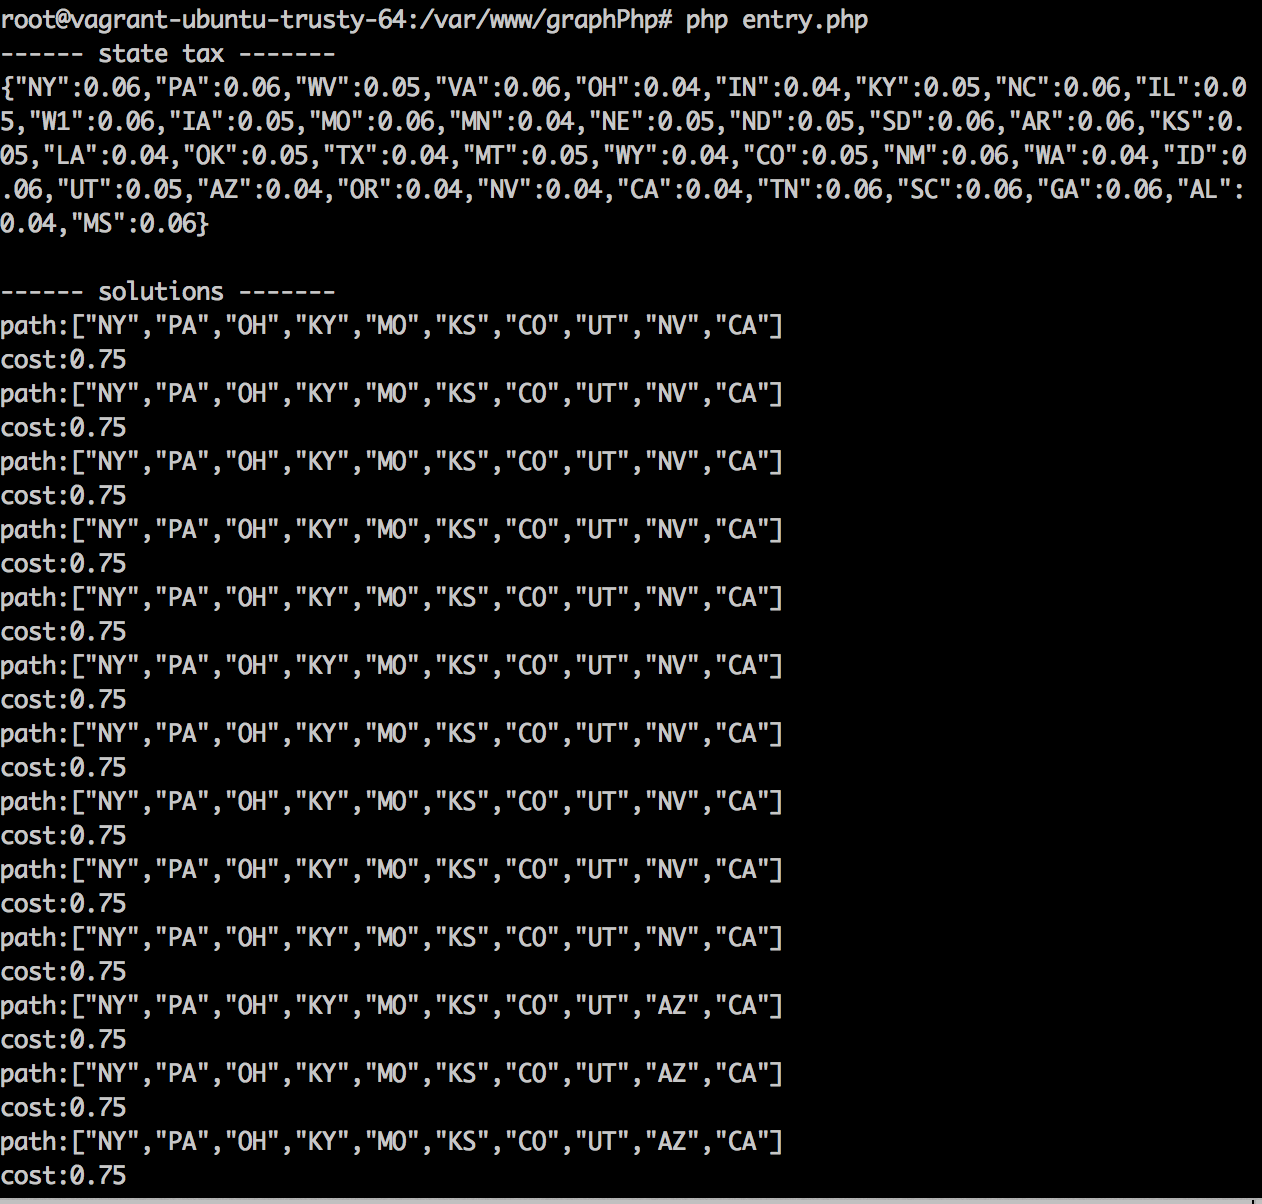 root@vagrant-ubuntu-trusty-64:/var/www/graphPhp# php entry.php
------ state tax -------
{"NY":0.06,"PA":0.06,"WV":0.05,"VA":0.06,"OH":0.04,"IN":0.04,"KY":0.05,"NC":0.06,"IL":0.0
5,"W1":0.06,"IA":0.05,"MO":0.06,"MN":0.04,"NE":0.05,"ND":0.05,"SD":0.06,"AR":0.06,"KS":0.
05,"LA":0.04,"OK":0.05,"TX":0.04,"MT":0.05,"WY":0.04,"CO":0.05,"NM":0.06,"WA":0.04,"ID":0
.06,"UT":0.05,"AZ":0.04,"OR":0.04,"NV":0.04,"CA":0.04,"TN":0.06,"SC":0.06,"GA":0.06,"AL":
0.04,"MS":0.06}
------ solutions -------
path:["NY","PA","OH","KY","MO","KS","CO","UT","NV","CA"]
cost:0.75
path:["NY","PA","OH","KY","MO","KS","CO","UT","NV","CA"]
cost:0.75
path:["NY","PA","OH","KY","MO","KS","CO","UT","NV","CA"]
cost:0.75
path:["NY","PA","OH","KY","MO","KS","CO","UT","NV","CA"]
cost:0.75
path:["NY","PA","OH","KY","MO","KS","CO","UT","NV","CA"]
cost:0.75
path:["NY","PA","OH","KY","MO","KS","CO","UT","NV","CA"]
cost:0.75
path:["NY","PA","OH","KY","MO","KS","CO","UT","NV","CA"]
cost:0.75
path:["NY","PA","OH","KY","MO","KS","CO","UT","NV","CA"]
cost:0.75
path:["NY","PA","OH","KY","MO","KS","CO","UT","NV","CA"]
cost:0.75
path:["NY","PA","OH","KY","MO","KS","CO","UT","NV","CA"]
cost:0.75
path:["NY","PA","OH","KY","MO","KS","CO","UT","AZ","CA"]
cost:0.75
path:["NY","PA","OH","KY","MO","KS","CO","UT","AZ","CA"]
cost:0.75
path:["NY","PA","OH","KY","MO","KS","CO","UT","AZ","CA"]
cost:0.75